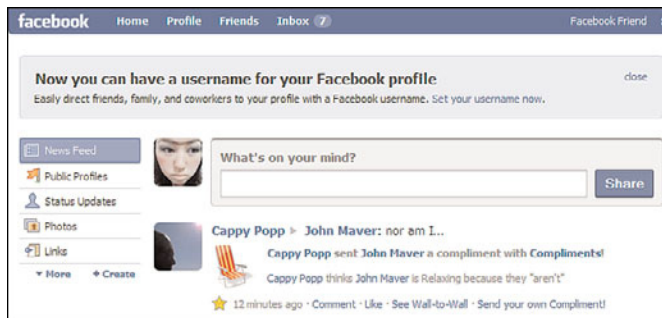 facebook Home Profile Friends Inbox 7 Facebook Friend
Now you can have a username for your Facebook profile close
Easily direct friends, family, and coworkers to your profile with a Facebook username. Set your username now.
News Feed
Public Profiles
Status Updates
Photos
Links
▾ More + Create
What's on your mind?
Share
Cappy Popp ▸ John Maver: nor am I...
Cappy Popp sent John Maver a compliment with Compliments!
Cappy Popp thinks John Maver is Relaxing because they "aren't"
12 minutes ago · Comment · Like · See Wall-to-Wall · Send your own Compliment!